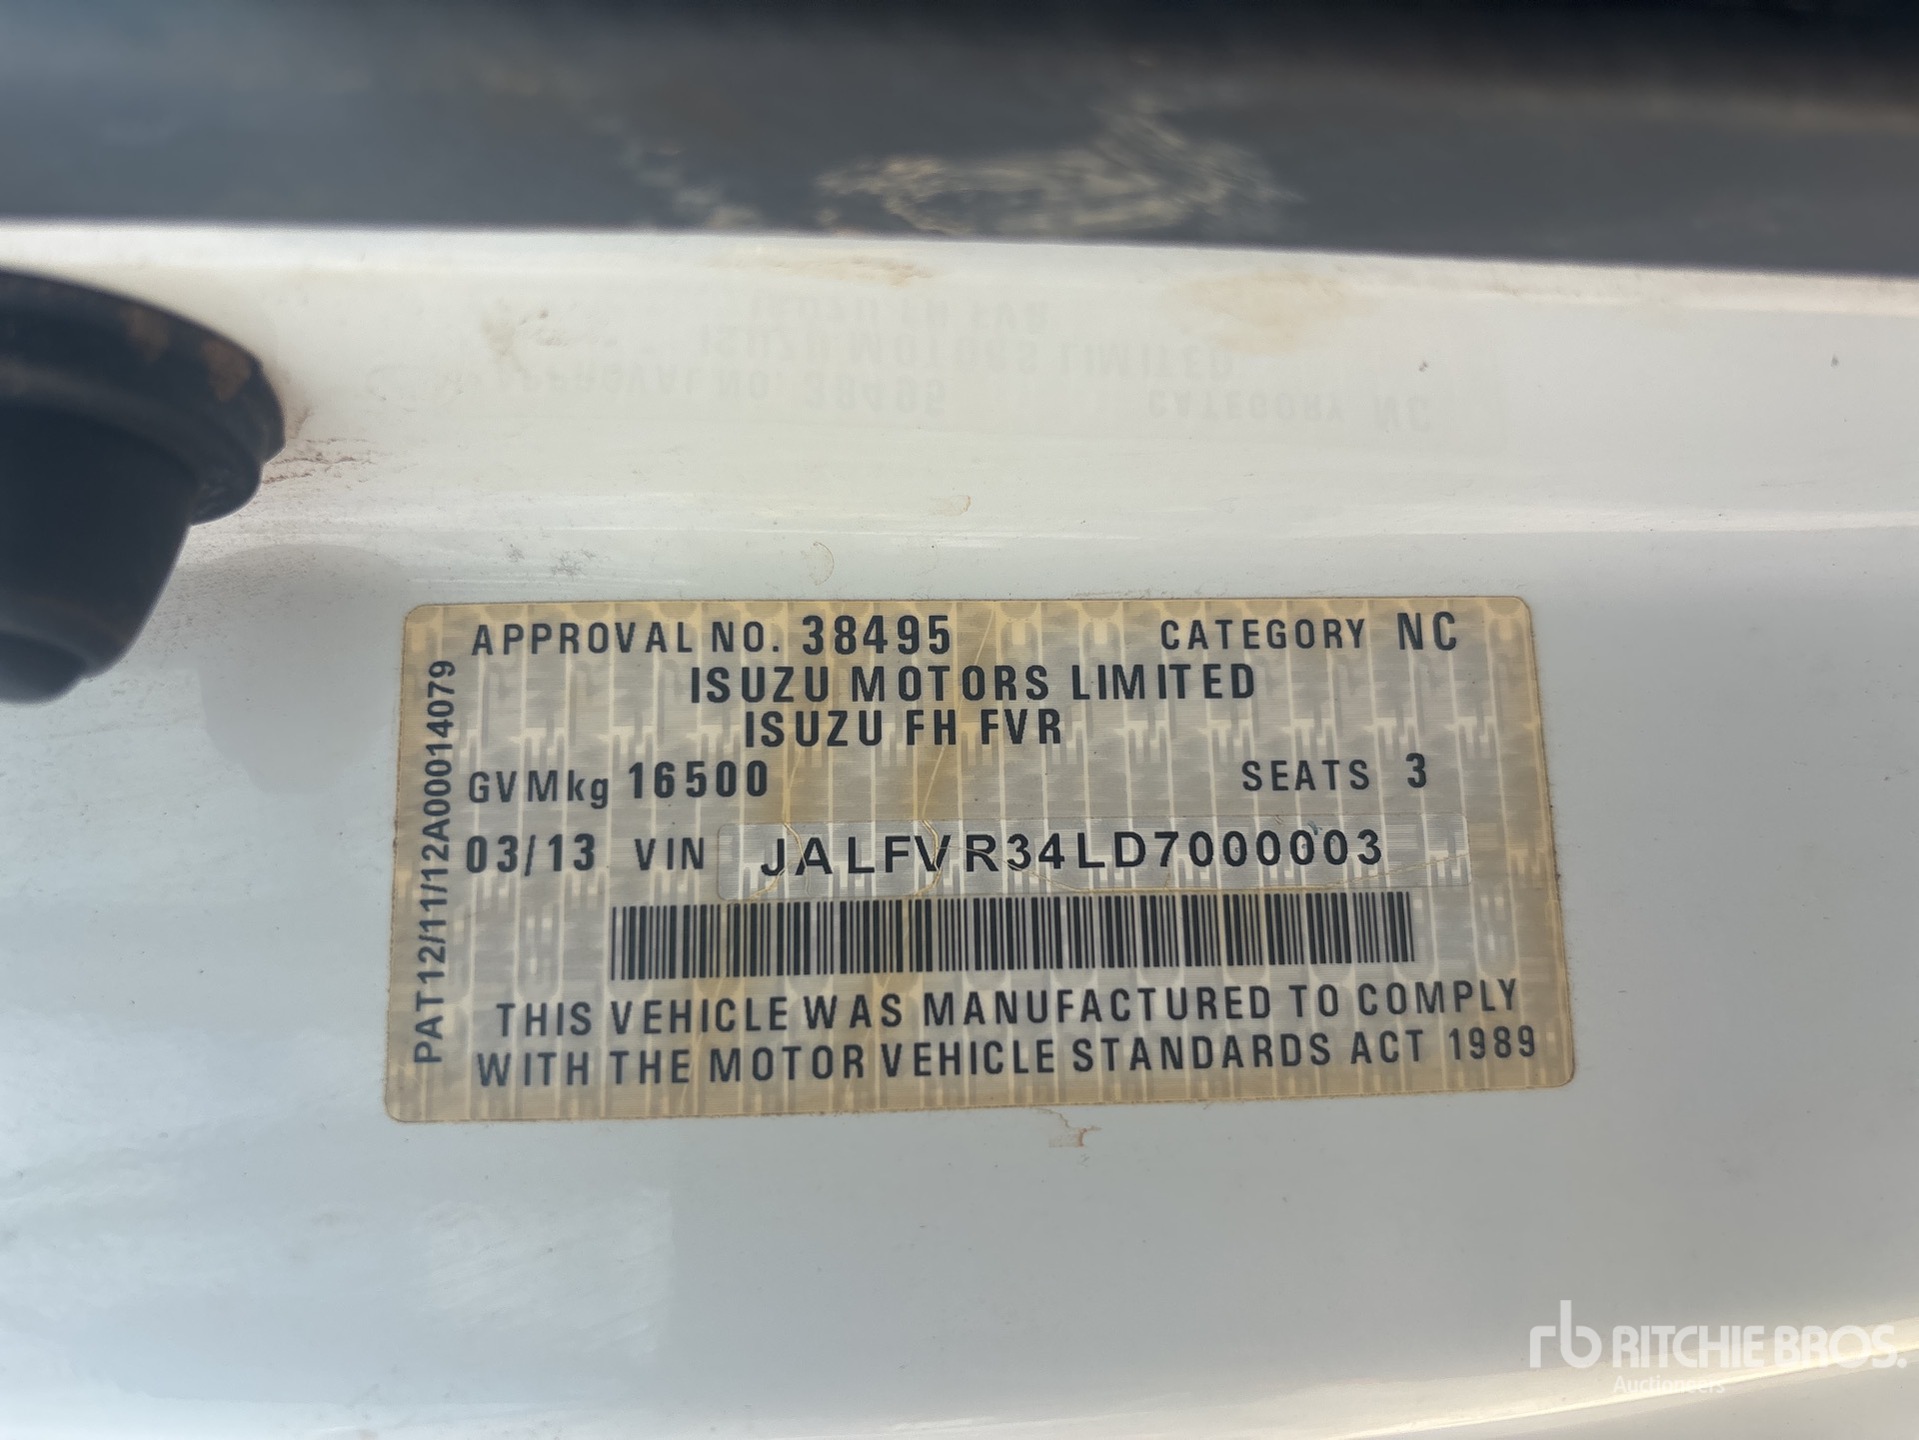 APPROVAL NO. 38495 CATEGORY NC
ISUZU MOTORS LIMITED
ISUZU FH FVR
GVMkg 16500 SEATS 3
03/13 VIN JALFVR34LD7000003
THIS VEHICLE WAS MANUFACTURED TO COMPLY
WITH THE MOTOR VEHICLE STANDARDS ACT 1989
PAT12/11/12A00014079
rb RITCHIE BROS.
Auctioneers